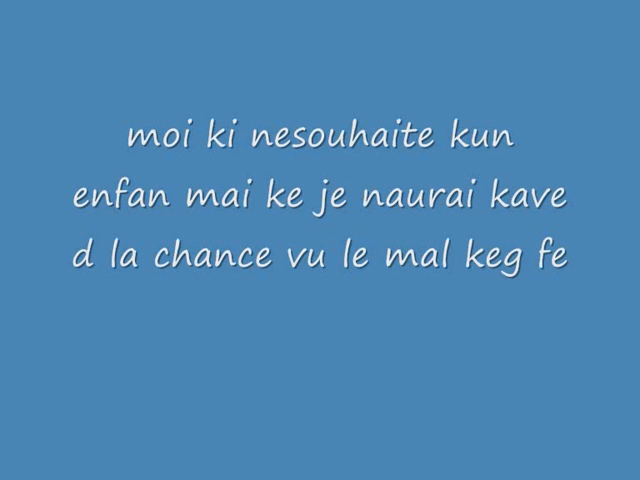 moi ki nesouhaite kun
enfan mai ke je naurai kave
d la chance vu le mal keg fe